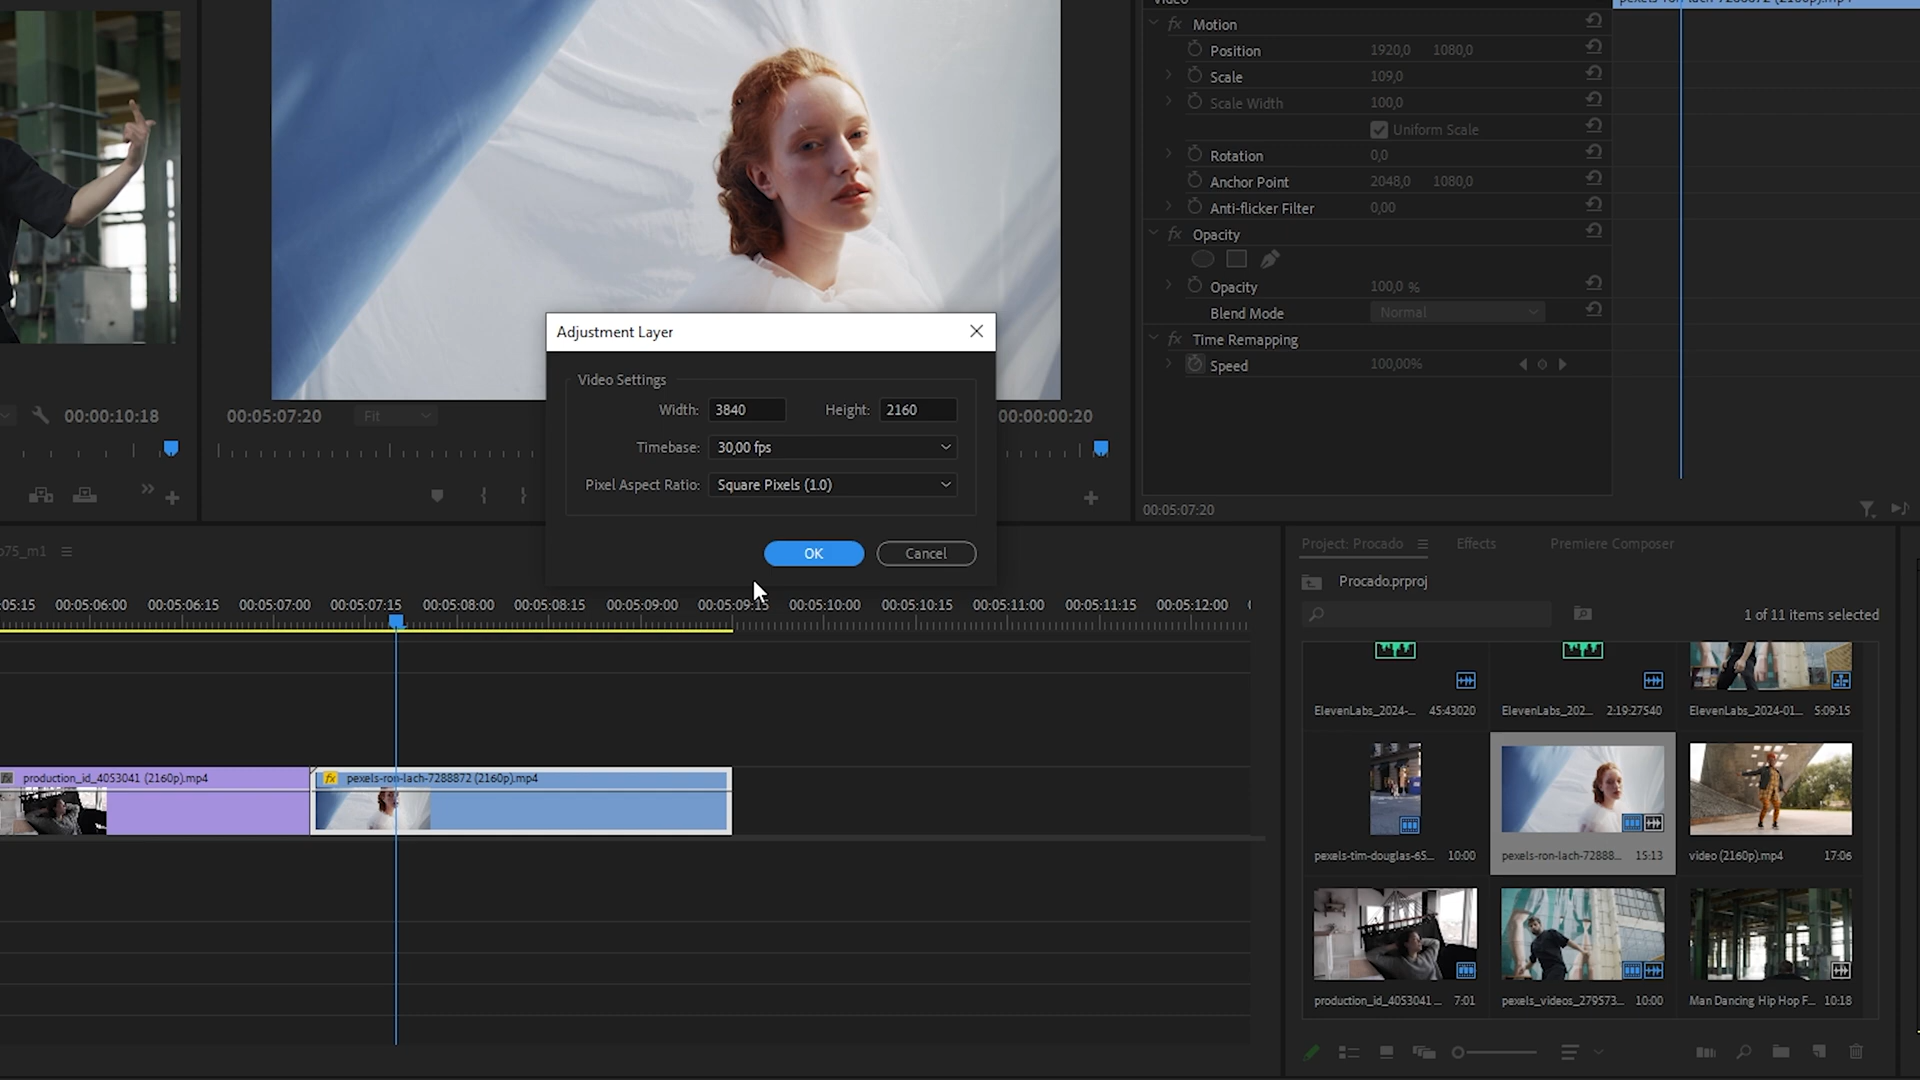 Video
Motion
Position 1920,0 1080,0
Scale 109,0
Scale Width 100,0
Uniform Scale
Rotation 0,0
Anchor Point 2048,0 1080,0
Anti-flicker Filter 0,00
Opacity
Opacity 100,0 %
Blend Mode Normal
Time Remapping
Speed 100,00%
00:05:07:20
00:00:10:18
00:05:07:20 Fit
00:00:00:20
Adjustment Layer
Video Settings
Width: 3840 Height: 2160
Timebase: 30,00 fps
Pixel Aspect Ratio: Square Pixels (1.0)
OK Cancel
75_m1
:05:15 00:05:06:00 00:05:06:15 00:05:07:00 00:05:07:15 00:05:08:00 00:05:08:15 00:05:09:00 00:05:09:15 00:05:10:00 00:05:10:15 00:05:11:00 00:05:11:15 00:05:12:00
fx production_id_4053041 (2160p).mp4
fx pexels-ron-lach-7288872 (2160p).mp4
Project: Procado Effects Premiere Composer
Procado.prproj
1 of 11 items selected
ElevenLabs_2024-... 45:43020
ElevenLabs_202... 2:19:27540
ElevenLabs_2024-01... 5:09:15
pexels-tim-douglas-65... 10:00
pexels-ron-lach-72888... 15:13
video (2160p).mp4 17:06
production_id_4053041 ... 7:01
pexels_videos_279573... 10:00
Man Dancing Hip Hop F... 10:18